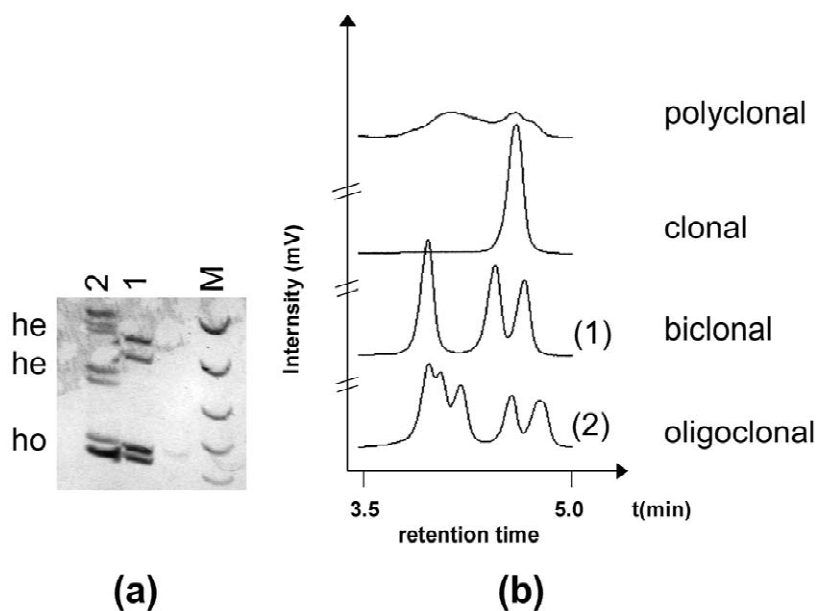 2 1 M
he
he
ho
(a)
Internsity (mV)
polyclonal
clonal
(1) biclonal
(2) oligoclonal
3.5 5.0 t(min)
retention time
(b)